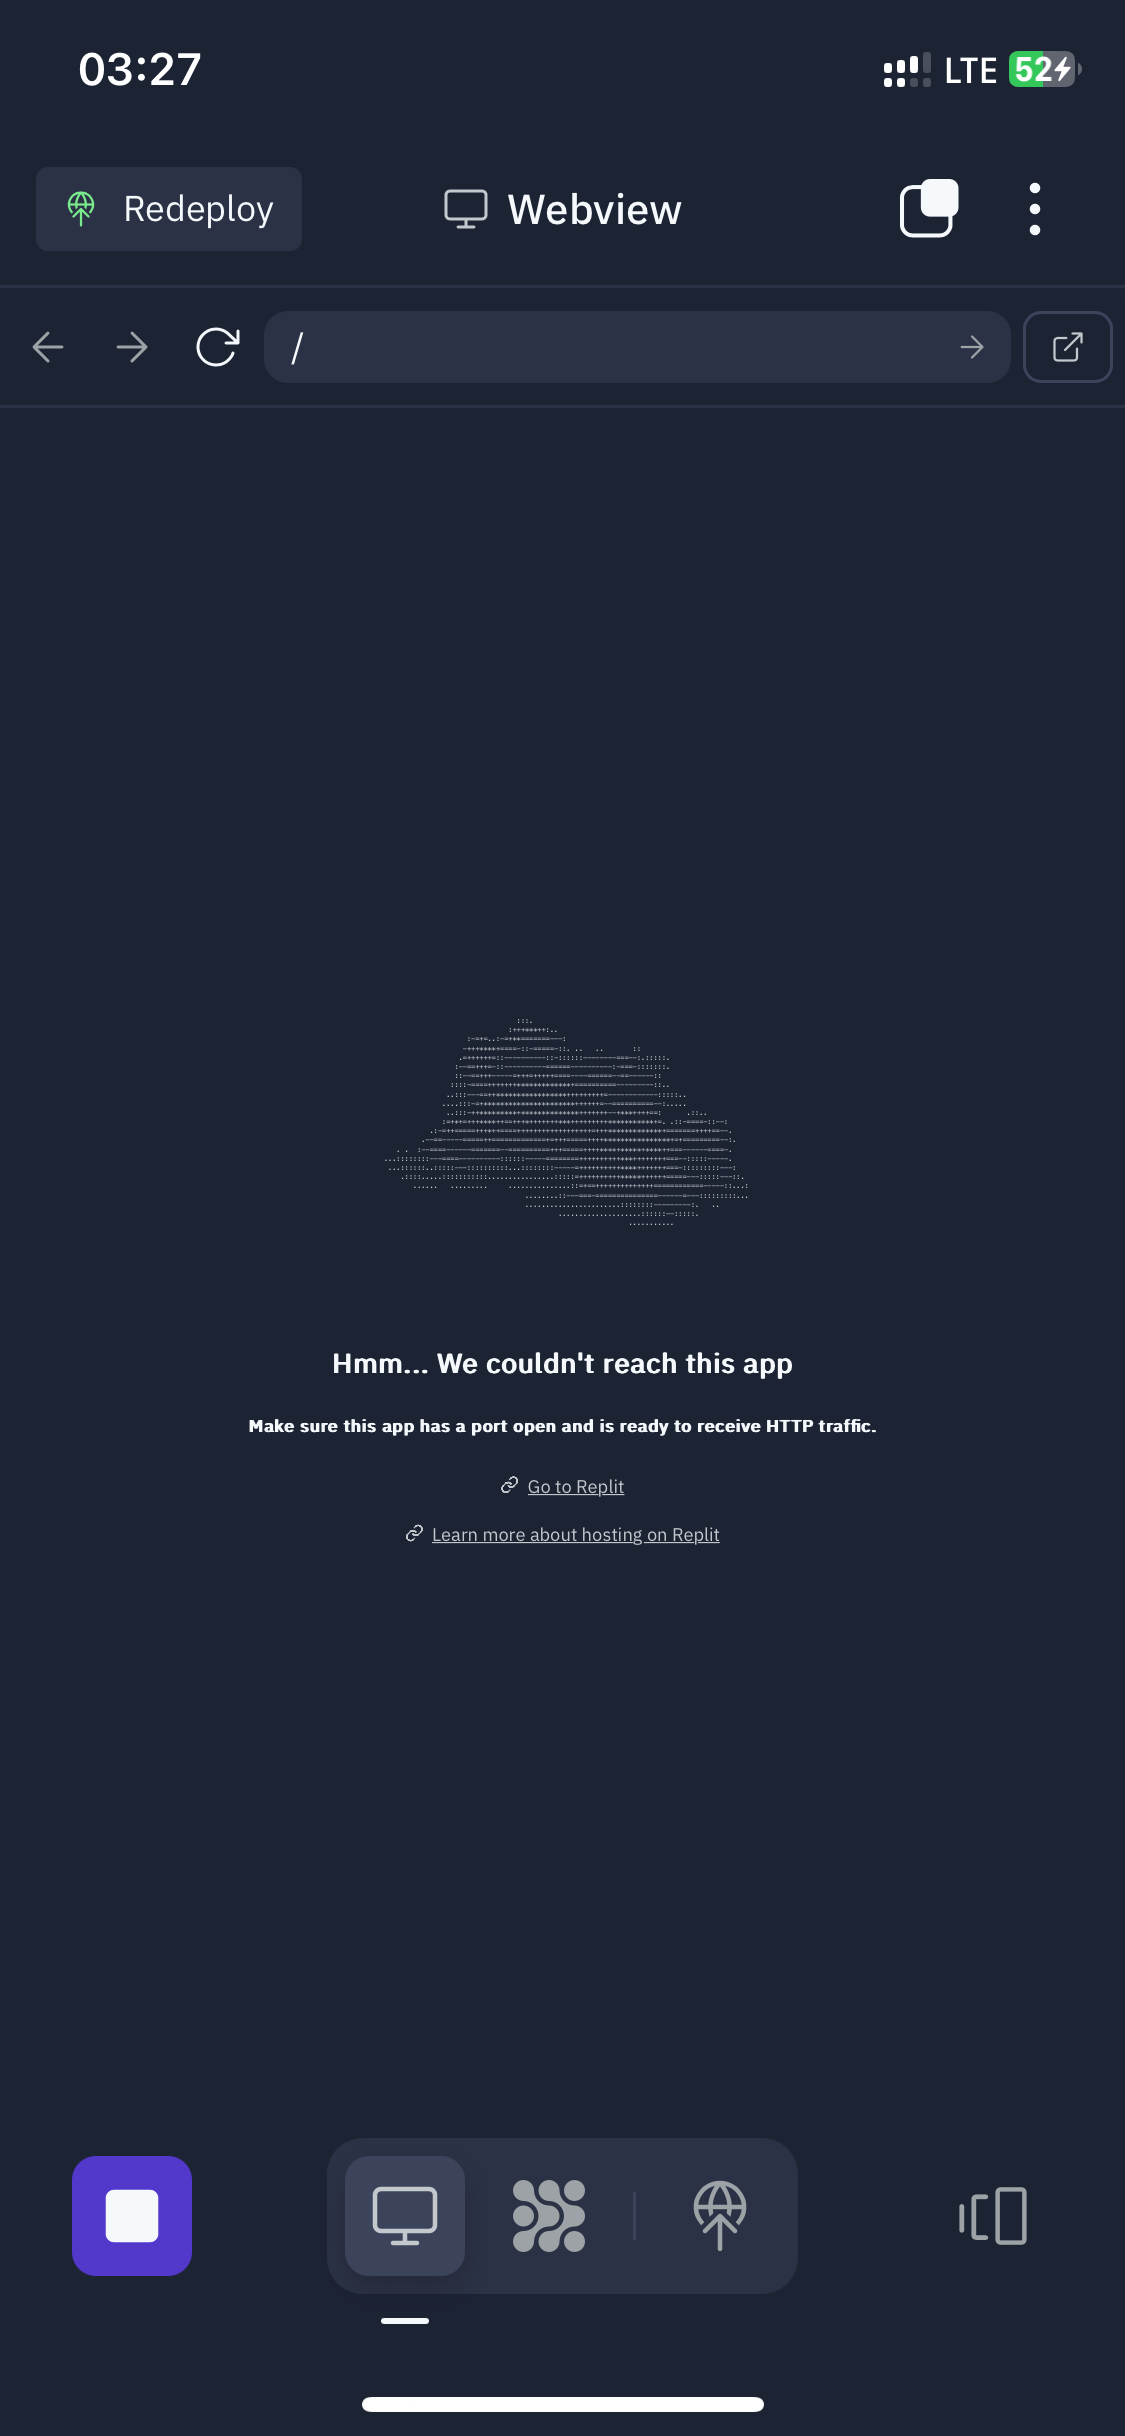 03:27
LTE 52
Redeploy
Webview
/
Hmm... We couldn't reach this app
Make sure this app has a port open and is ready to receive HTTP traffic.
Go to Replit
Learn more about hosting on Replit